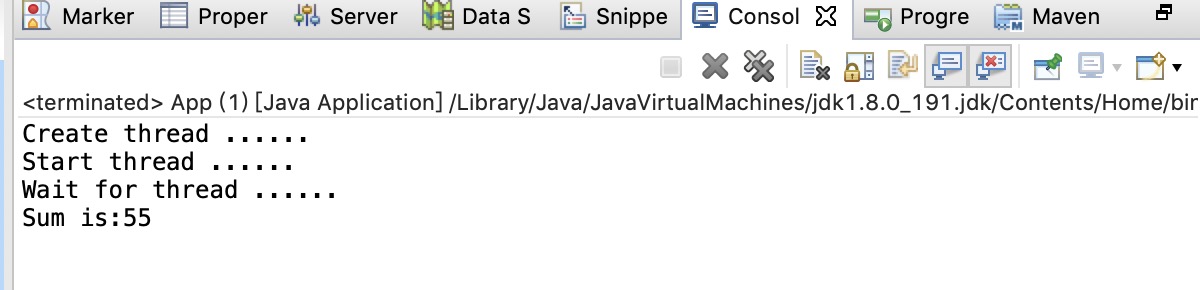 Marker Proper Server Data S Snippe Consol Progre Maven
<terminated> App (1) [Java Application] /Library/Java/JavaVirtualMachines/jdk1.8.0_191.jdk/Contents/Home/bin
Create thread ......
Start thread ......
Wait for thread ......
Sum is:55